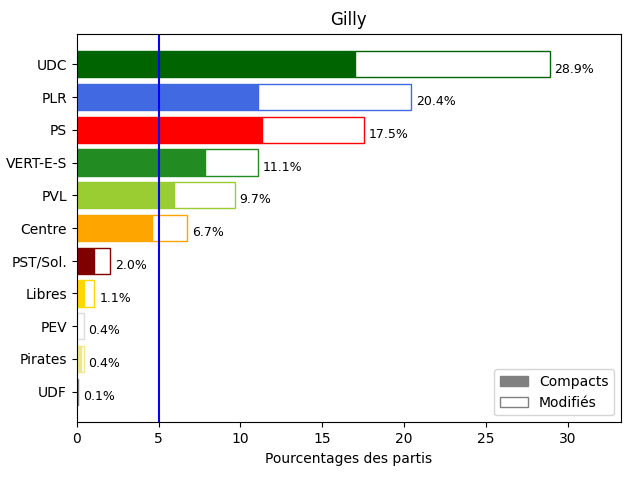 Gilly
UDC 28.9%
PLR 20.4%
PS 17.5%
VERT-E-S 11.1%
PVL 9.7%
Centre 6.7%
PST/Sol. 2.0%
Libres 1.1%
PEV 0.4%
Pirates 0.4%
UDF 0.1%
Compacts
Modifiés
0 5 10 15 20 25 30
Pourcentages des partis